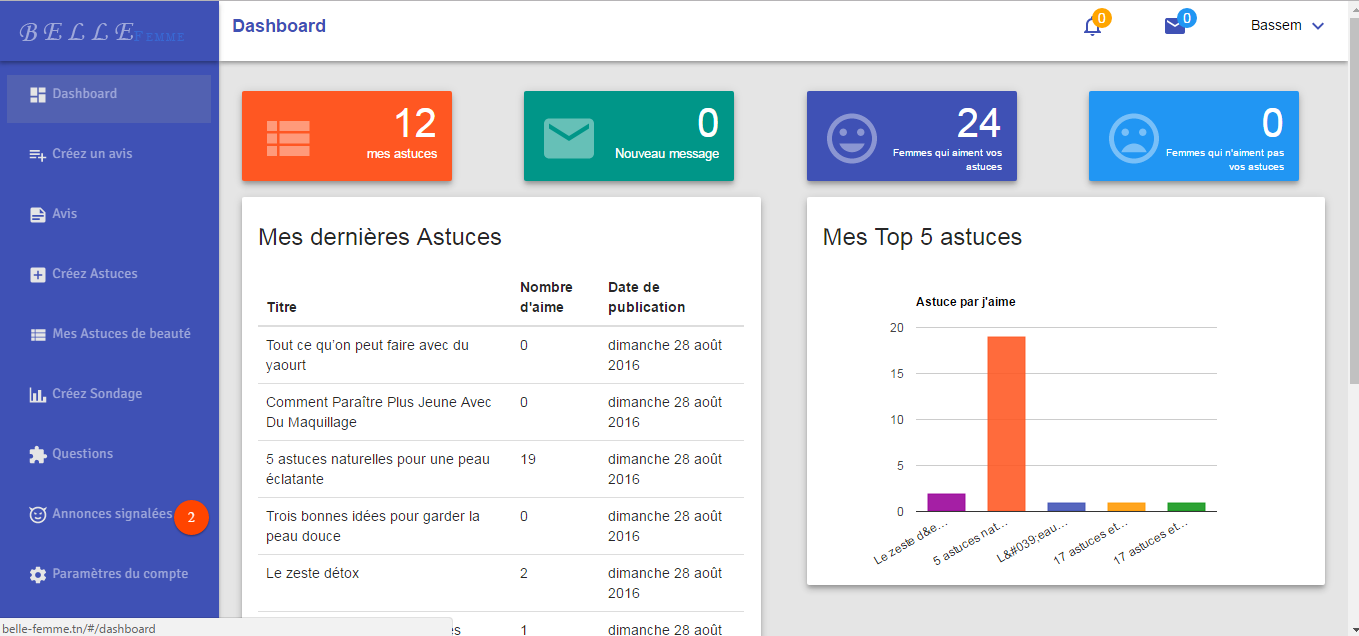 BELLE FEMME
Dashboard
0
0
Bassem
Dashboard
Créez un avis
Avis
Créez Astuces
Mes Astuces de beauté
Créez Sondage
Questions
Annonces signalées
2
Paramètres du compte
12
mes astuces
0
Nouveau message
24
Femmes qui aiment vos
astuces
0
Femmes qui n'aiment pas
vos astuces
Mes dernières Astuces
Titre
Nombre
d'aime
Date de
publication
Tout ce qu’on peut faire avec du
yaourt
0
dimanche 28 août
2016
Comment Paraître Plus Jeune Avec
Du Maquillage
0
dimanche 28 août
2016
5 astuces naturelles pour une peau
éclatante
19
dimanche 28 août
2016
Trois bonnes idées pour garder la
peau douce
0
dimanche 28 août
2016
Le zeste détox
2
dimanche 28 août
2016
1
dimanche 28 août
Mes Top 5 astuces
Astuce par j'aime
20
15
10
5
0
Le zeste d&e...
5 astuces nat...
L&#039;eau...
17 astuces et...
17 astuces et...
belle-femme.tn/#/dashboard